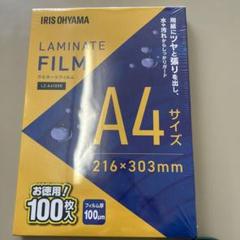 IRIS OHYAMA
LAMINATE
FILM
ラミネートフィルム
用紙にツヤと張りを出し、
水や汚れからしっかりガード
A4
サイズ
216×303mm
お徳用!
100枚入
フィルム厚
100μm